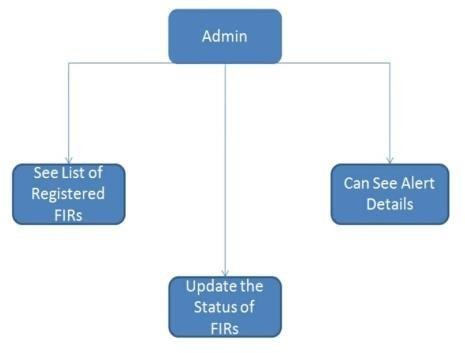 Admin
See List of
Registered
FIRs
Can See Alert
Details
Update the
Status of
FIRs